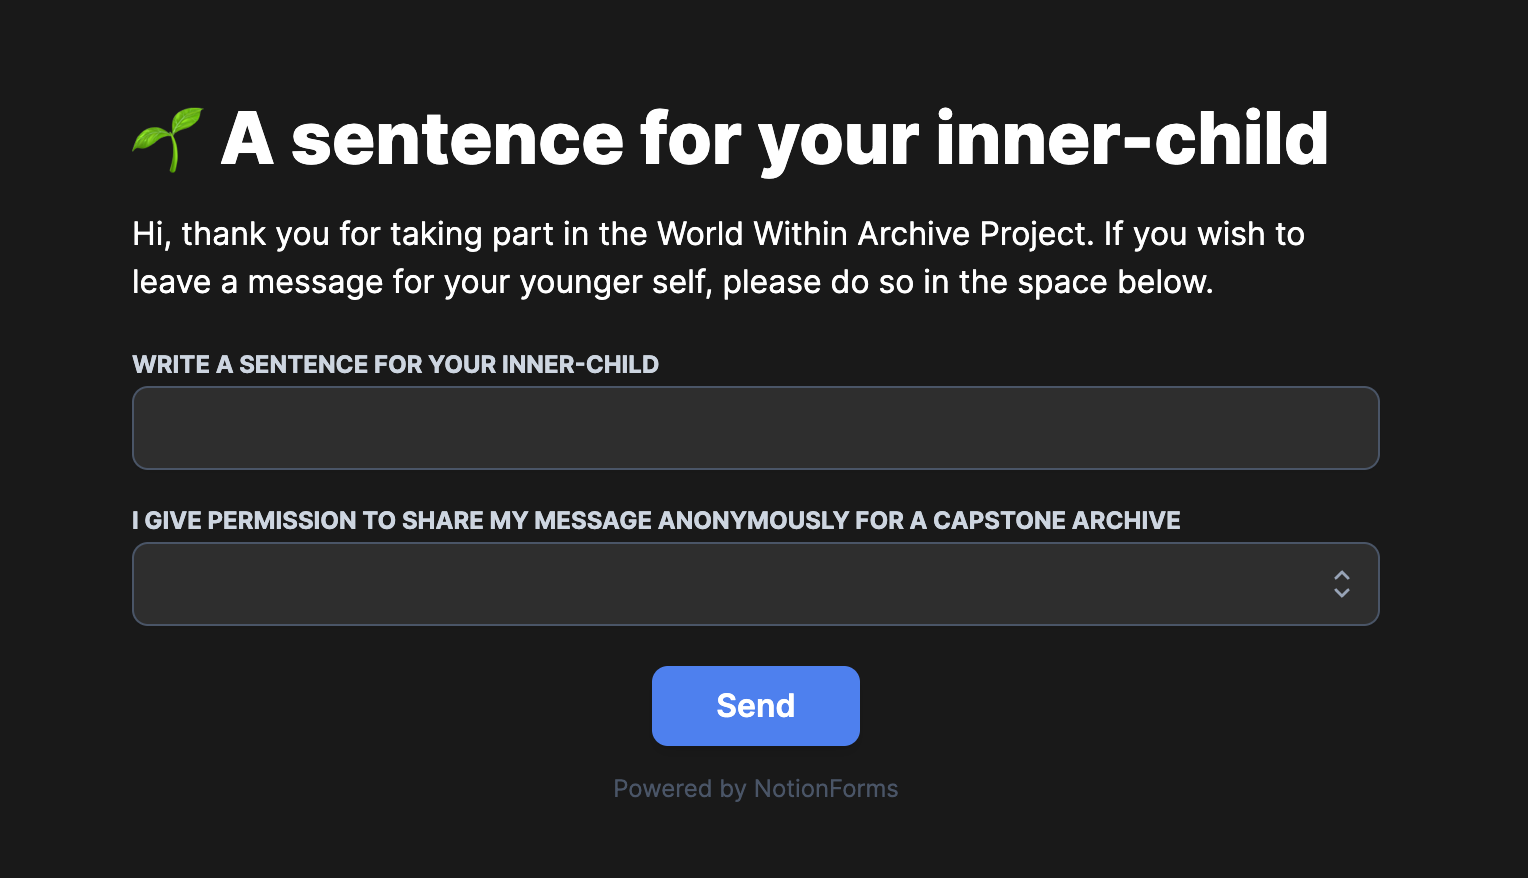 A sentence for your inner-child
Hi, thank you for taking part in the World Within Archive Project. If you wish to
leave a message for your younger self, please do so in the space below.
WRITE A SENTENCE FOR YOUR INNER-CHILD
I GIVE PERMISSION TO SHARE MY MESSAGE ANONYMOUSLY FOR A CAPSTONE ARCHIVE
Send
Powered by NotionForms